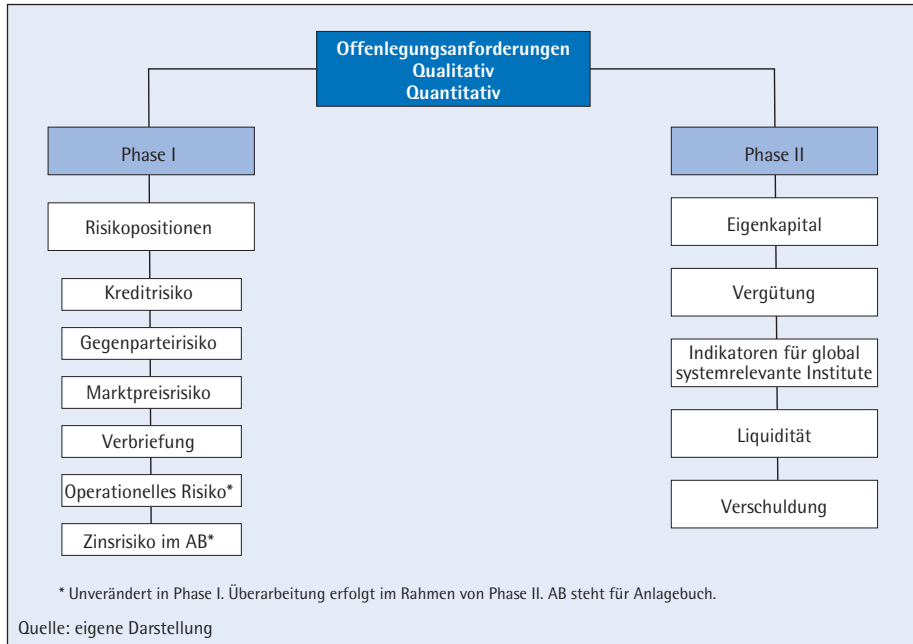 Offenlegungsanforderungen
Qualitativ
Quantitativ
Phase I
Risikopositionen
Kreditrisiko
Gegenparteirisiko
Marktpreisrisiko
Verbriefung
Operationelles Risiko*
Zinsrisiko im AB*
Phase II
Eigenkapital
Vergütung
Indikatoren für global
systemrelevante Institute
Liquidität
Verschuldung
* Unverändert in Phase I. Überarbeitung erfolgt im Rahmen von Phase II. AB steht für Anlagebuch.
Quelle: eigene Darstellung